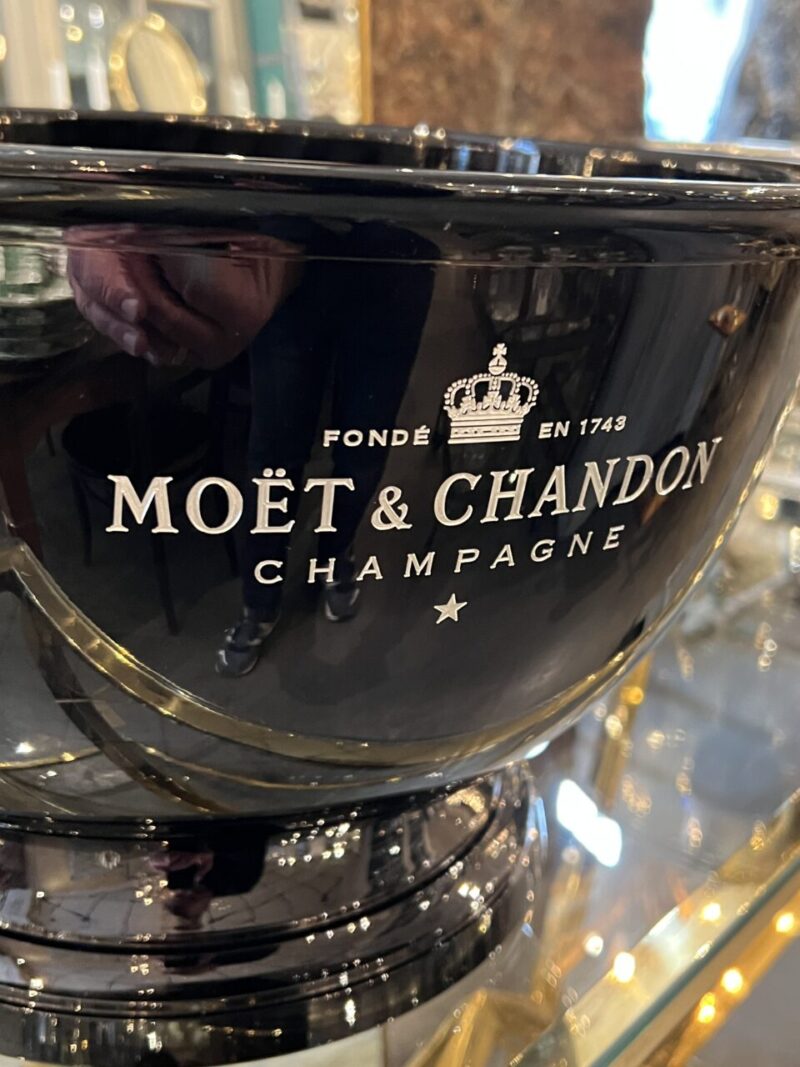 FONDÉ EN 1743
MOËT & CHANDON
CHAMPAGNE